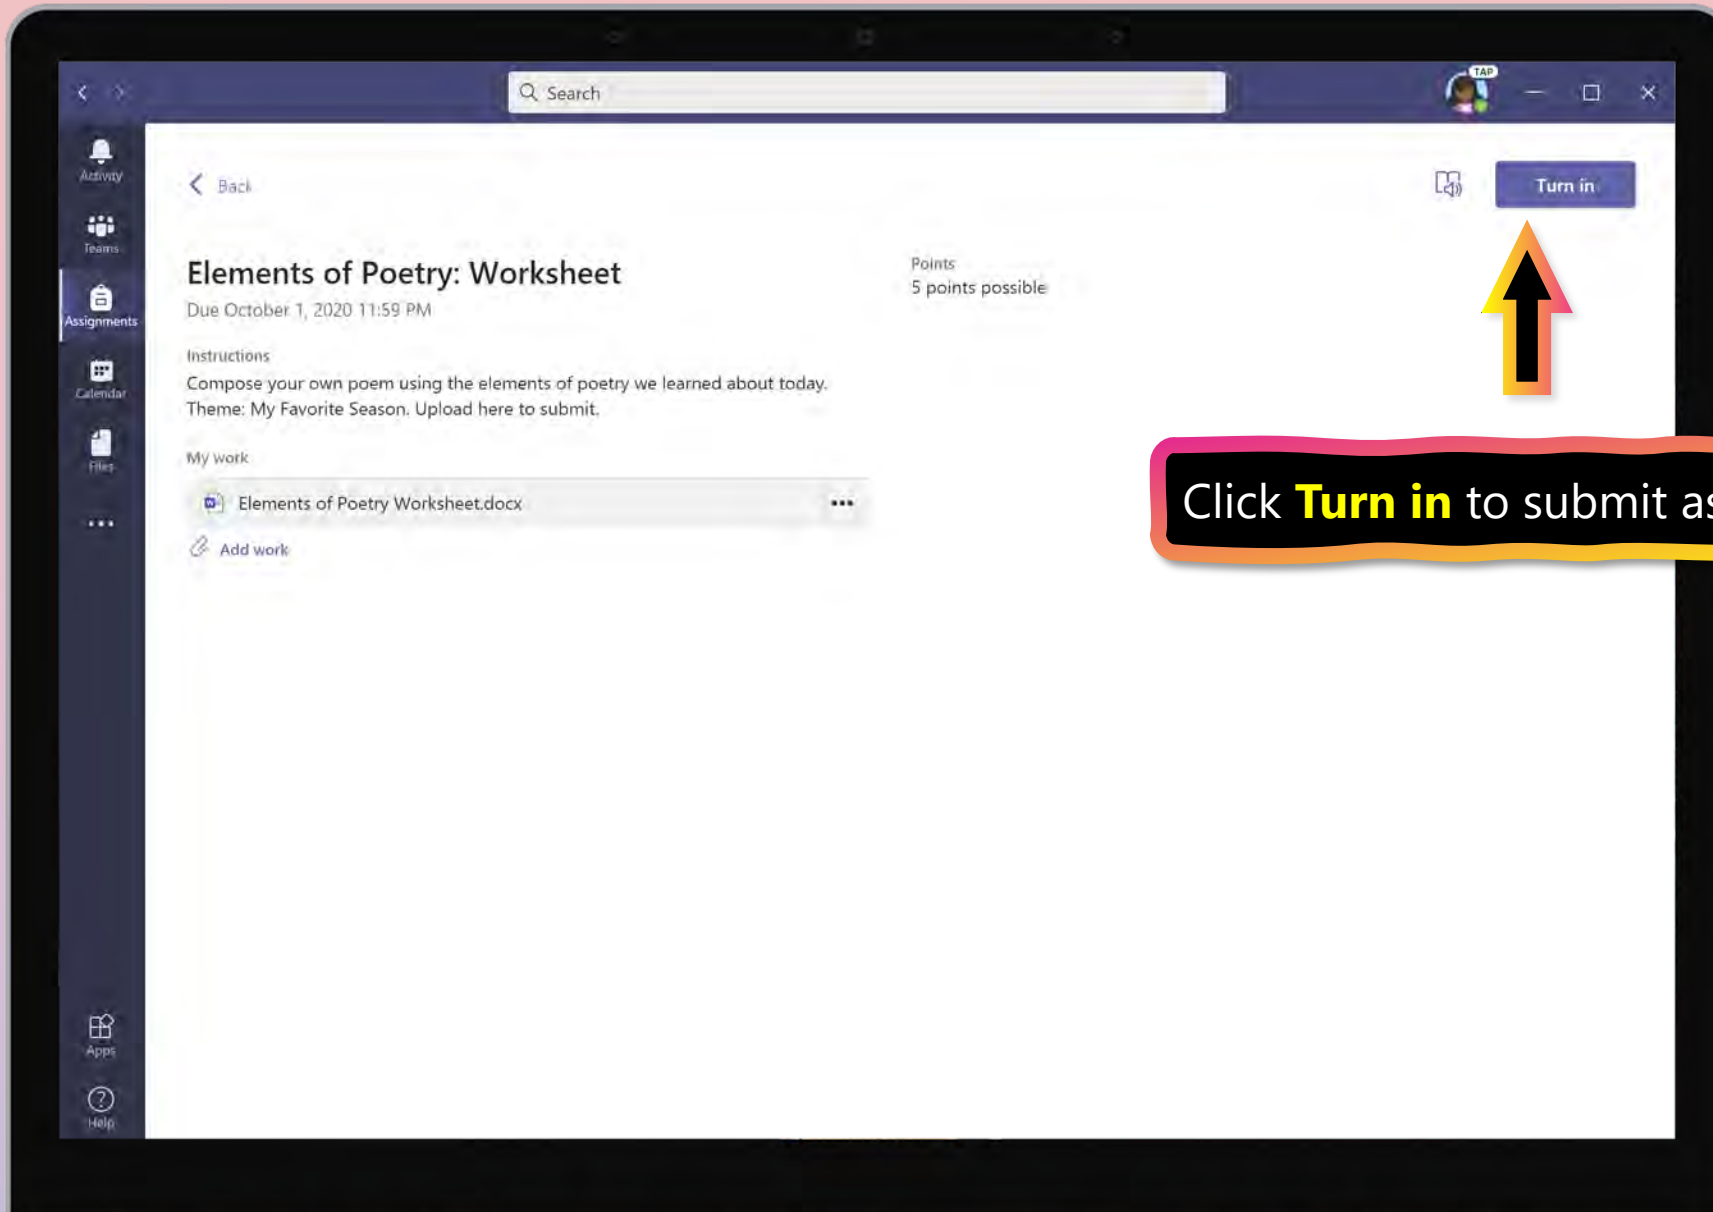 Search
TAP
Activity
Teams
Assignments
Calendar
Files
Apps
Help
Back
Turn in
Elements of Poetry: Worksheet
Due October 1, 2020 11:59 PM
Points
5 points possible
Instructions
Compose your own poem using the elements of poetry we learned about today.
Theme: My Favorite Season. Upload here to submit.
My work
Elements of Poetry Worksheet.docx
Add work
Click Turn in to submit as